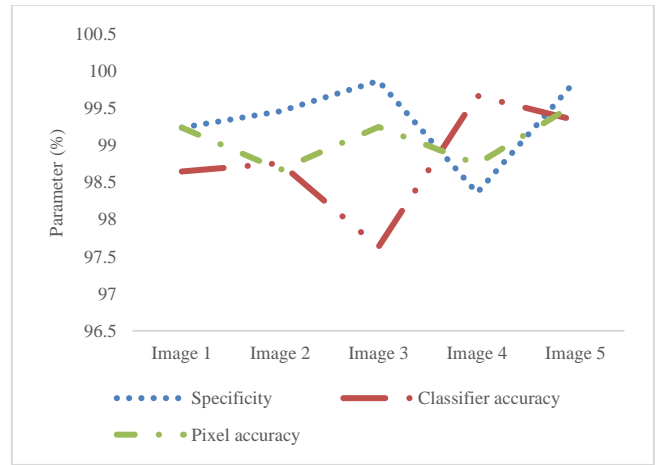 100.5
100
99.5
99
98.5
98
97.5
97
96.5
Parameter (%)
Image 1 Image 2 Image 3 Image 4 Image 5
Specificity Classifier accuracy
Pixel accuracy